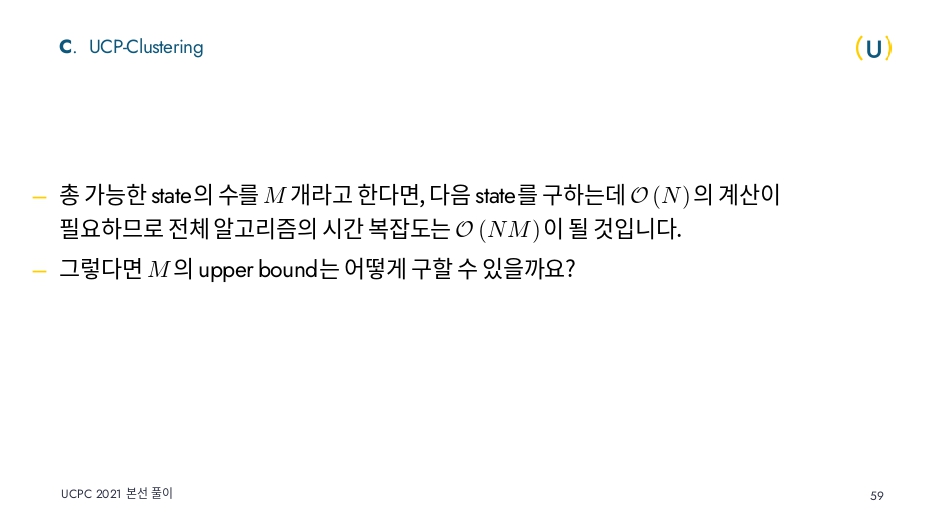 C. UCP-Clustering
(U)
– 총 가능한 state의 수를 M 개라고 한다면, 다음 state를 구하는데 𝒪 (N)의 계산이
필요하므로 전체 알고리즘의 시간 복잡도는 𝒪 (NM)이 될 것입니다.
– 그렇다면 M의 upper bound는 어떻게 구할 수 있을까요?
UCPC 2021 본선 풀이
59